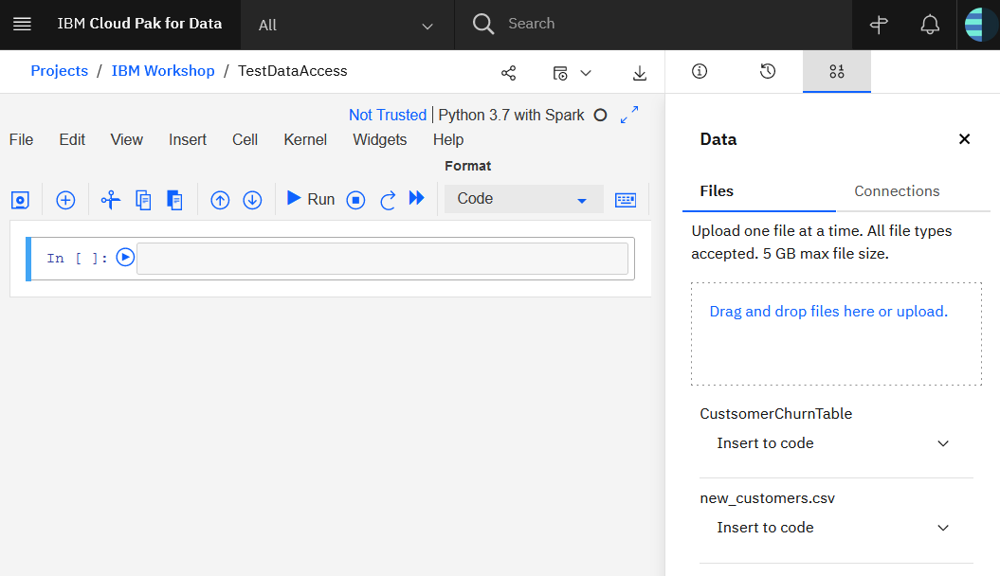 IBM Cloud Pak for Data
All
Search
Projects / IBM Workshop / TestDataAccess
Not Trusted | Python 3.7 with Spark
File Edit View Insert Cell Kernel Widgets Help
Format
Run
Code
In [ ]:
Data
Files
Connections
Upload one file at a time. All file types
accepted. 5 GB max file size.
Drag and drop files here or upload.
CustsomerChurnTable
Insert to code
new_customers.csv
Insert to code